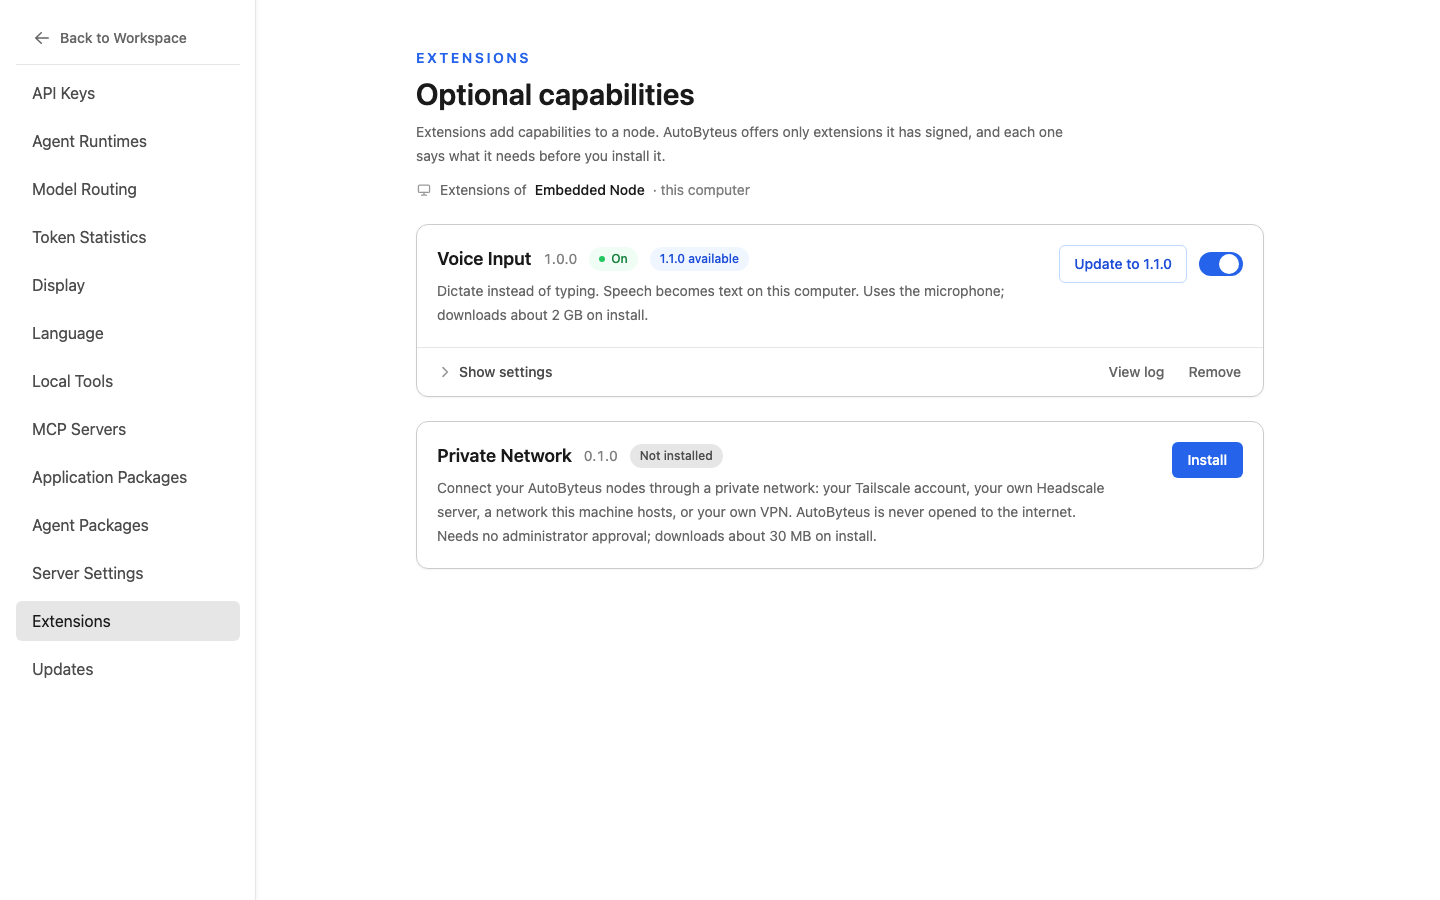 Back to Workspace
API Keys
Agent Runtimes
Model Routing
Token Statistics
Display
Language
Local Tools
MCP Servers
Application Packages
Agent Packages
Server Settings
Extensions
Updates
EXTENSIONS
Optional capabilities
Extensions add capabilities to a node. AutoByteus offers only extensions it has signed, and each one
says what it needs before you install it.
Extensions of Embedded Node · this computer
Voice Input 1.0.0 On 1.1.0 available
Update to 1.1.0
Dictate instead of typing. Speech becomes text on this computer. Uses the microphone;
downloads about 2 GB on install.
Show settings
View log Remove
Private Network 0.1.0 Not installed
Install
Connect your AutoByteus nodes through a private network: your Tailscale account, your own Headscale
server, a network this machine hosts, or your own VPN. AutoByteus is never opened to the internet.
Needs no administrator approval; downloads about 30 MB on install.